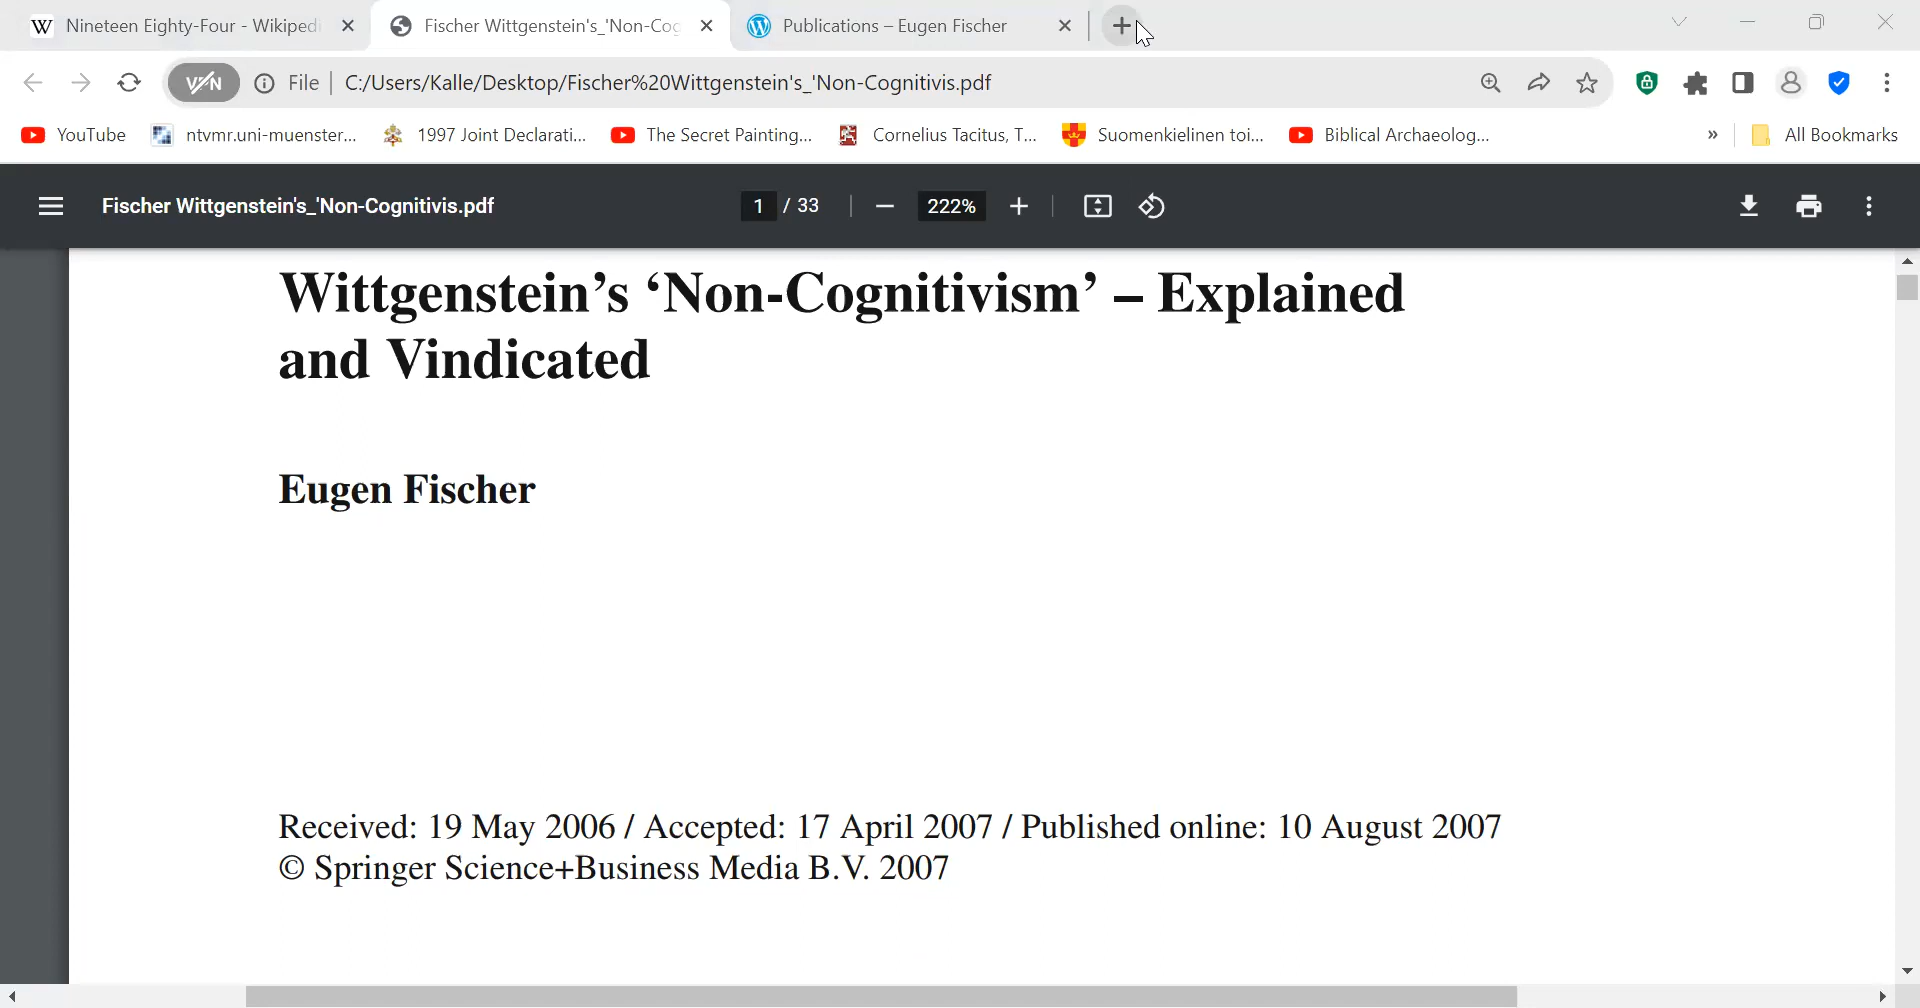 Nineteen Eighty-Four - Wikiped
Fischer Wittgenstein's_'Non-Cog
Publications – Eugen Fischer
VPN
File
C:/Users/Kalle/Desktop/Fischer%20Wittgenstein's_'Non-Cognitivis.pdf
YouTube
ntvmr.uni-muenster...
1997 Joint Declarati...
The Secret Painting...
Cornelius Tacitus, T...
Suomenkielinen toi...
Biblical Archaeolog...
»
All Bookmarks
Fischer Wittgenstein's_'Non-Cognitivis.pdf
1 / 33
222%
Wittgenstein’s ‘Non-Cognitivism’ – Explained
and Vindicated
Eugen Fischer
Received: 19 May 2006 / Accepted: 17 April 2007 / Published online: 10 August 2007
© Springer Science+Business Media B.V. 2007